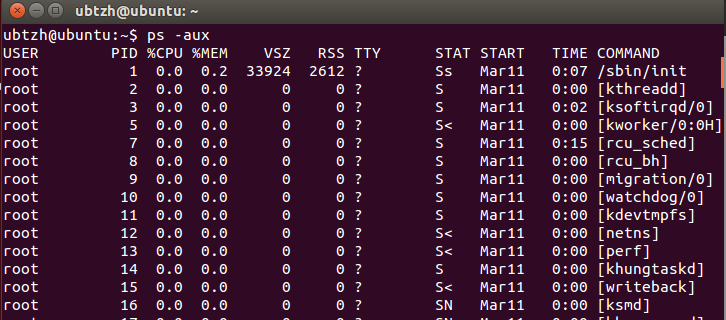 ubtzh@ubuntu: ~
ubtzh@ubuntu:~$ ps -aux
USER PID %CPU %MEM VSZ RSS TTY STAT START TIME COMMAND
root 1 0.0 0.2 33924 2612 ? Ss Mar11 0:07 /sbin/init
root 2 0.0 0.0 0 0 ? S Mar11 0:00 [kthreadd]
root 3 0.0 0.0 0 0 ? S Mar11 0:02 [ksoftirqd/0]
root 5 0.0 0.0 0 0 ? S< Mar11 0:00 [kworker/0:0H]
root 7 0.0 0.0 0 0 ? S Mar11 0:15 [rcu_sched]
root 8 0.0 0.0 0 0 ? S Mar11 0:00 [rcu_bh]
root 9 0.0 0.0 0 0 ? S Mar11 0:00 [migration/0]
root 10 0.0 0.0 0 0 ? S Mar11 0:00 [watchdog/0]
root 11 0.0 0.0 0 0 ? S Mar11 0:00 [kdevtmpfs]
root 12 0.0 0.0 0 0 ? S< Mar11 0:00 [netns]
root 13 0.0 0.0 0 0 ? S< Mar11 0:00 [perf]
root 14 0.0 0.0 0 0 ? S Mar11 0:00 [khungtaskd]
root 15 0.0 0.0 0 0 ? S< Mar11 0:00 [writeback]
root 16 0.0 0.0 0 0 ? SN Mar11 0:00 [ksmd]